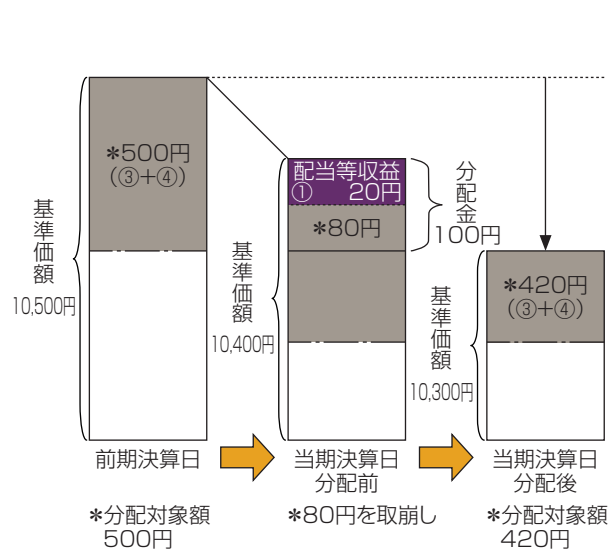 *500円
(③+④)
基準価額
10,500円
前期決算日
*分配対象額
500円
配当等収益
① 20円
*80円
分配金
100円
基準価額
10,400円
当期決算日
分配前
*80円を取崩し
*420円
(③+④)
基準価額
10,300円
当期決算日
分配後
*分配対象額
420円